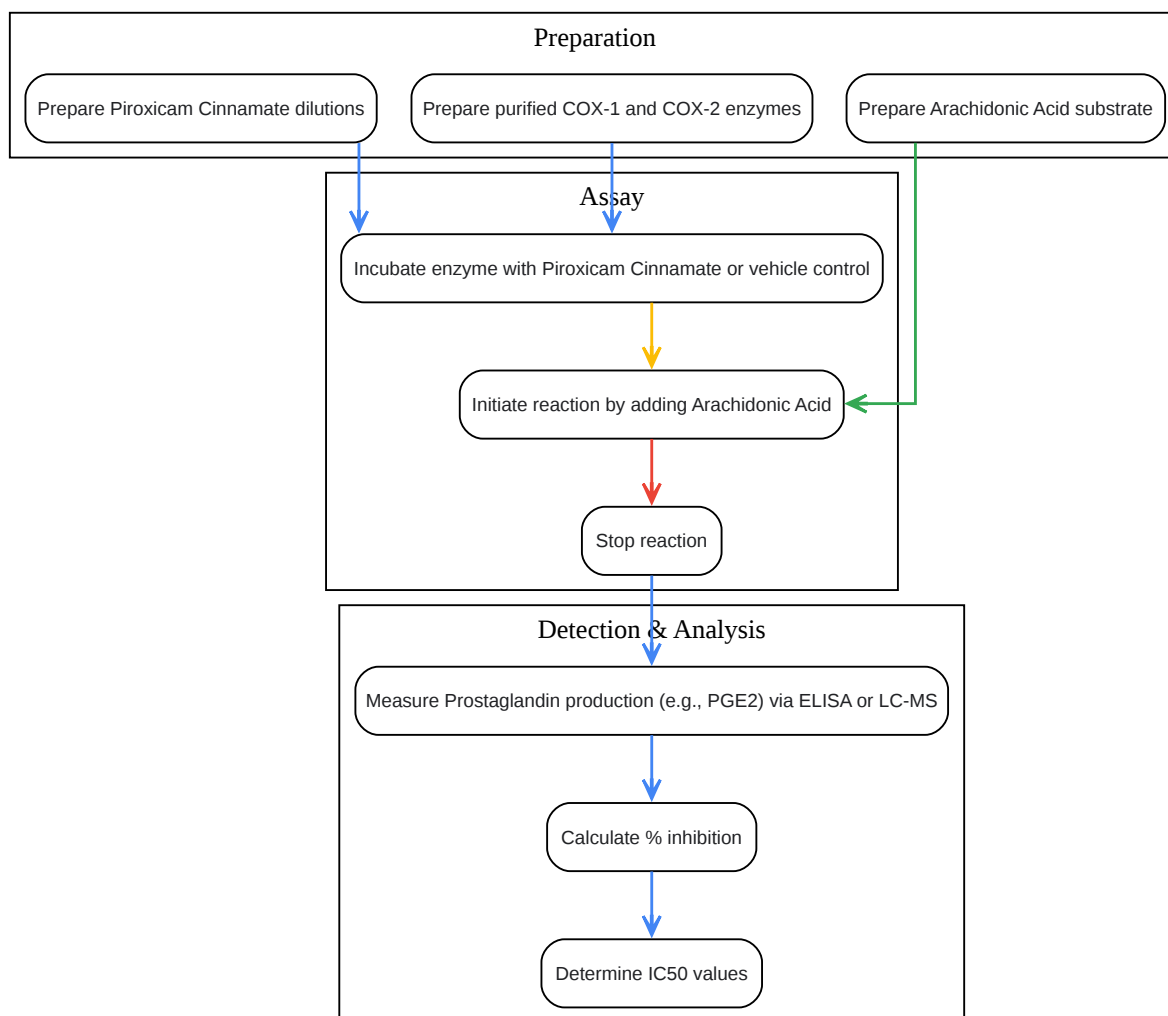 Preparation
Prepare Piroxicam Cinnamate dilutions
Prepare purified COX-1 and COX-2 enzymes
Prepare Arachidonic Acid substrate
Assay
Incubate enzyme with Piroxicam Cinnamate or vehicle control
Initiate reaction by adding Arachidonic Acid
Stop reaction
Detection & Analysis
Measure Prostaglandin production (e.g., PGE2) via ELISA or LC-MS
Calculate % inhibition
Determine IC50 values